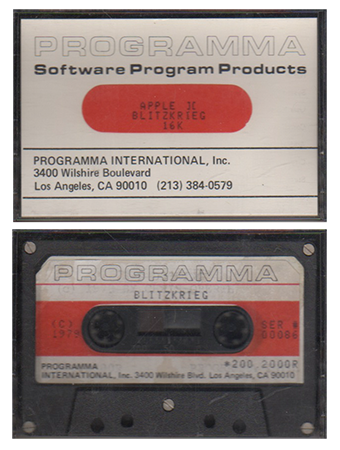 PROGRAMMA
Software Program Products
APPLE ][
BLITZKRIEG
16K
PROGRAMMA INTERNATIONAL, Inc.
3400 Wilshire Boulevard
Los Angeles, CA 90010 (213) 384-0579
PROGRAMMA
BLITZKRIEG
(C) SER #
1979 00086
*200.2000R
PROGRAMMA
INTERNATIONAL, Inc. 3400 Wilshire Blvd. Los Angeles, CA 90010